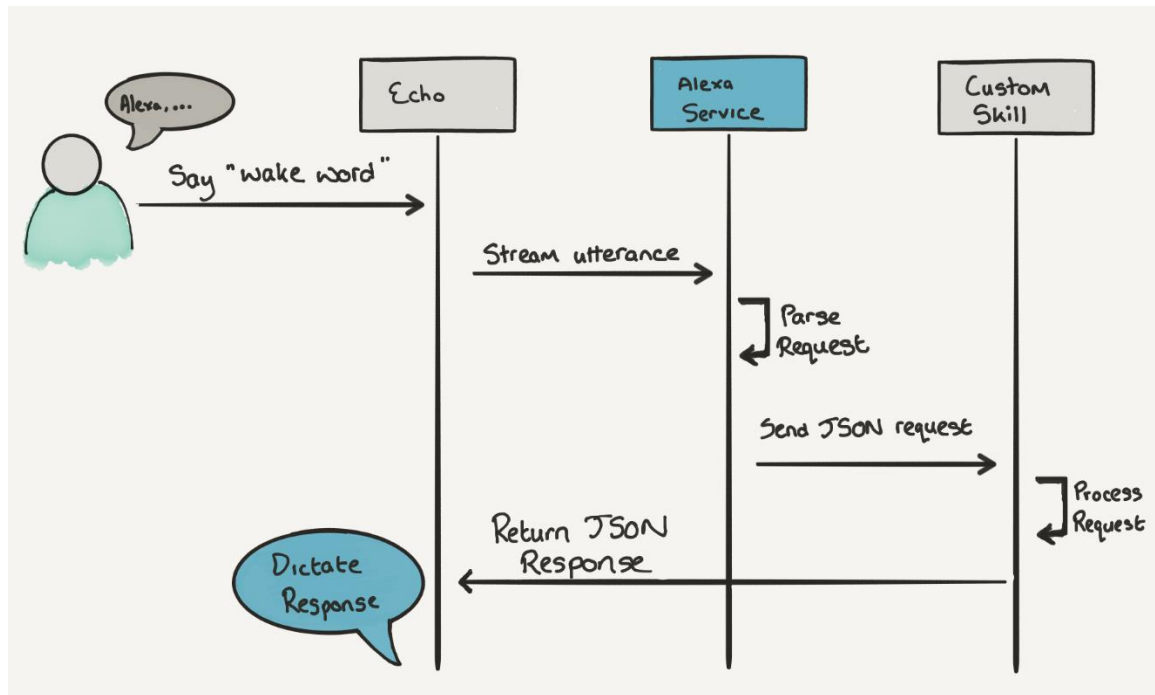 Echo
Alexa
Service
Custom
Skill
Alexa,...
Say "wake word"
Stream utterance
Parse
Request
Send JSON request
Process
Request
Return JSON
Response
Dictate
Response